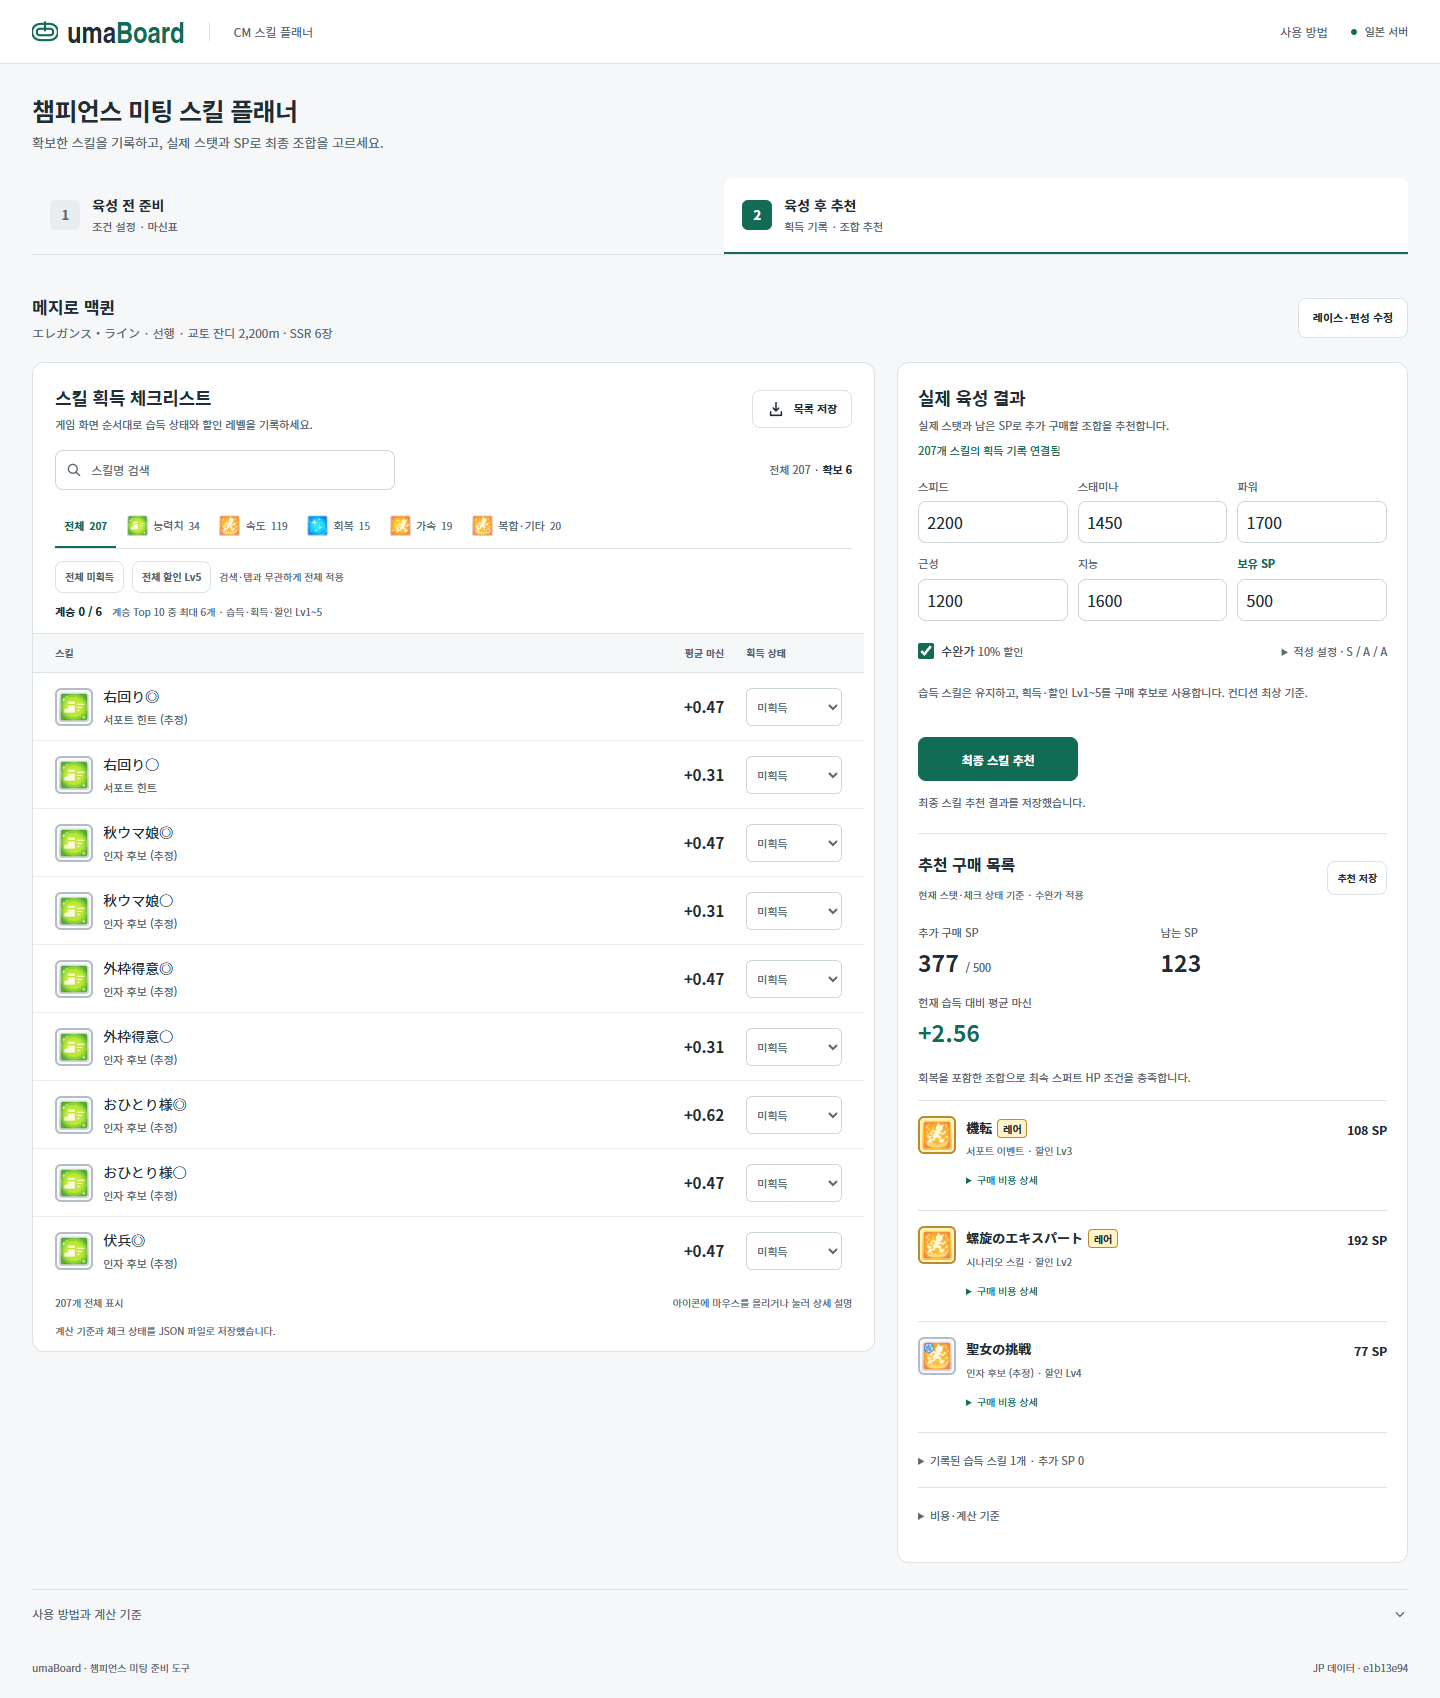 umaBoard
CM 스킬 플래너
사용 방법
일본 서버
챔피언스 미팅 스킬 플래너
확보한 스킬을 기록하고, 실제 스탯과 SP로 최종 조합을 고르세요.
1
육성 전 준비
조건 설정 · 마신표
2
육성 후 추천
획득 기록 · 조합 추천
메지로 맥퀸
エレガンス・ライン · 선행 · 교토 잔디 2,200m · SSR 6장
레이스·편성 수정
스킬 획득 체크리스트
게임 화면 순서대로 습득 상태와 할인 레벨을 기록하세요.
목록 저장
스킬명 검색
전체 207 · 확보 6
전체 207
능력치 34
속도 119
회복 15
가속 19
복합·기타 20
전체 미획득
전체 할인 Lv5
검색·탭과 무관하게 전체 적용
계승 0 / 6 계승 Top 10 중 최대 6개 · 습득·획득·할인 Lv1~5
스킬 평균 마신 획득 상태
右回り◎
서포트 힌트 (추정)
+0.47 미획득
右回り○
서포트 힌트
+0.31 미획득
秋ウマ娘◎
인자 후보 (추정)
+0.47 미획득
秋ウマ娘○
인자 후보 (추정)
+0.31 미획득
外枠得意◎
인자 후보 (추정)
+0.47 미획득
外枠得意○
인자 후보 (추정)
+0.31 미획득
おひとり様◎
인자 후보 (추정)
+0.62 미획득
おひとり様○
인자 후보 (추정)
+0.47 미획득
伏兵◎
인자 후보 (추정)
+0.47 미획득
207개 전체 표시
아이콘에 마우스를 올리거나 눌러 상세 설명
계산 기준과 체크 상태를 JSON 파일로 저장했습니다.
실제 육성 결과
실제 스탯과 남은 SP로 추가 구매할 조합을 추천합니다.
207개 스킬의 획득 기록 연결됨
스피드 스태미나 파워
2200 1450 1700
근성 지능 보유 SP
1200 1600 500
수완가 10% 할인
▶ 적성 설정 · S / A / A
습득 스킬은 유지하고, 획득·할인 Lv1~5를 구매 후보로 사용합니다. 컨디션 최상 기준.
최종 스킬 추천
최종 스킬 추천 결과를 저장했습니다.
추천 구매 목록
추천 저장
현재 스탯·체크 상태 기준 · 수완가 적용
추가 구매 SP 남는 SP
377 / 500 123
현재 습득 대비 평균 마신
+2.56
회복을 포함한 조합으로 최속 스퍼트 HP 조건을 충족합니다.
機転 레어 108 SP
서포트 이벤트 · 할인 Lv3
▶ 구매 비용 상세
螺旋のエキスパート 레어 192 SP
시나리오 스킬 · 할인 Lv2
▶ 구매 비용 상세
聖女の挑戦 77 SP
인자 후보 (추정) · 할인 Lv4
▶ 구매 비용 상세
▶ 기록된 습득 스킬 1개 · 추가 SP 0
▶ 비용·계산 기준
사용 방법과 계산 기준
umaBoard · 챔피언스 미팅 준비 도구
JP 데이터 · e1b13e94